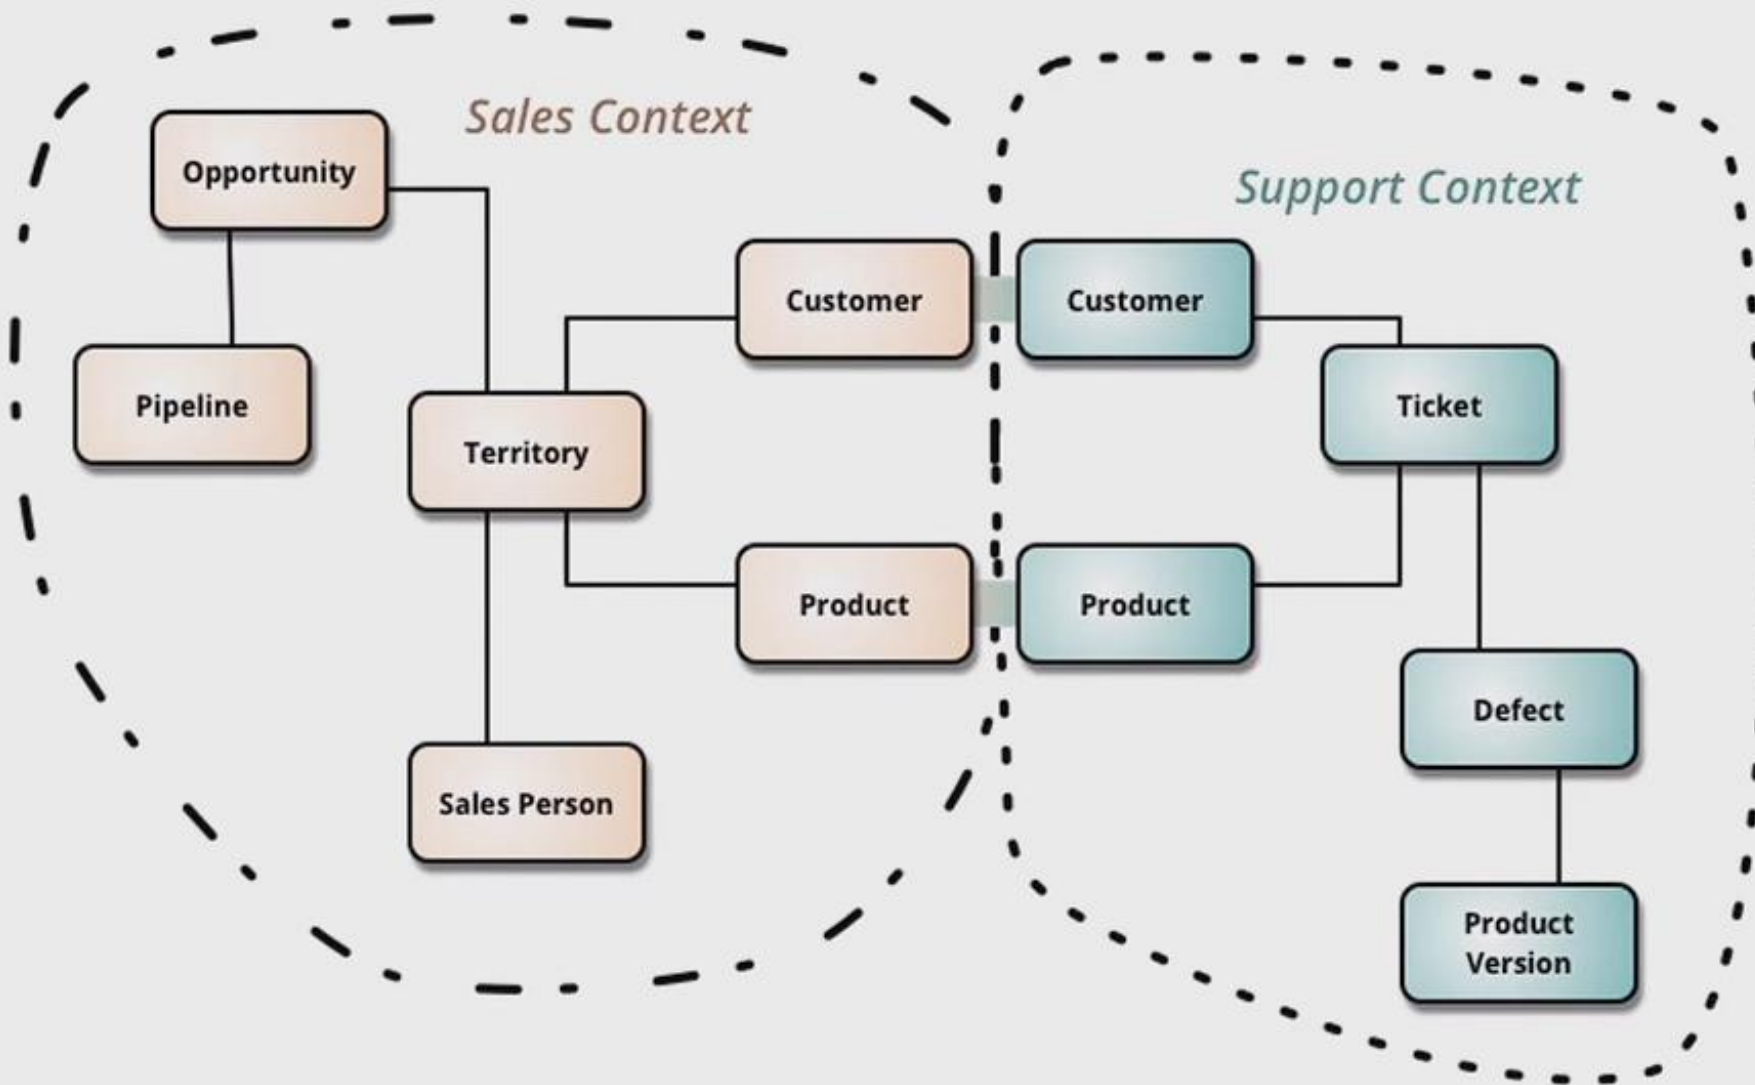 Sales Context
Opportunity
Support Context
Customer
Customer
Pipeline
Ticket
Territory
Product
Product
Defect
Sales Person
Product
Version